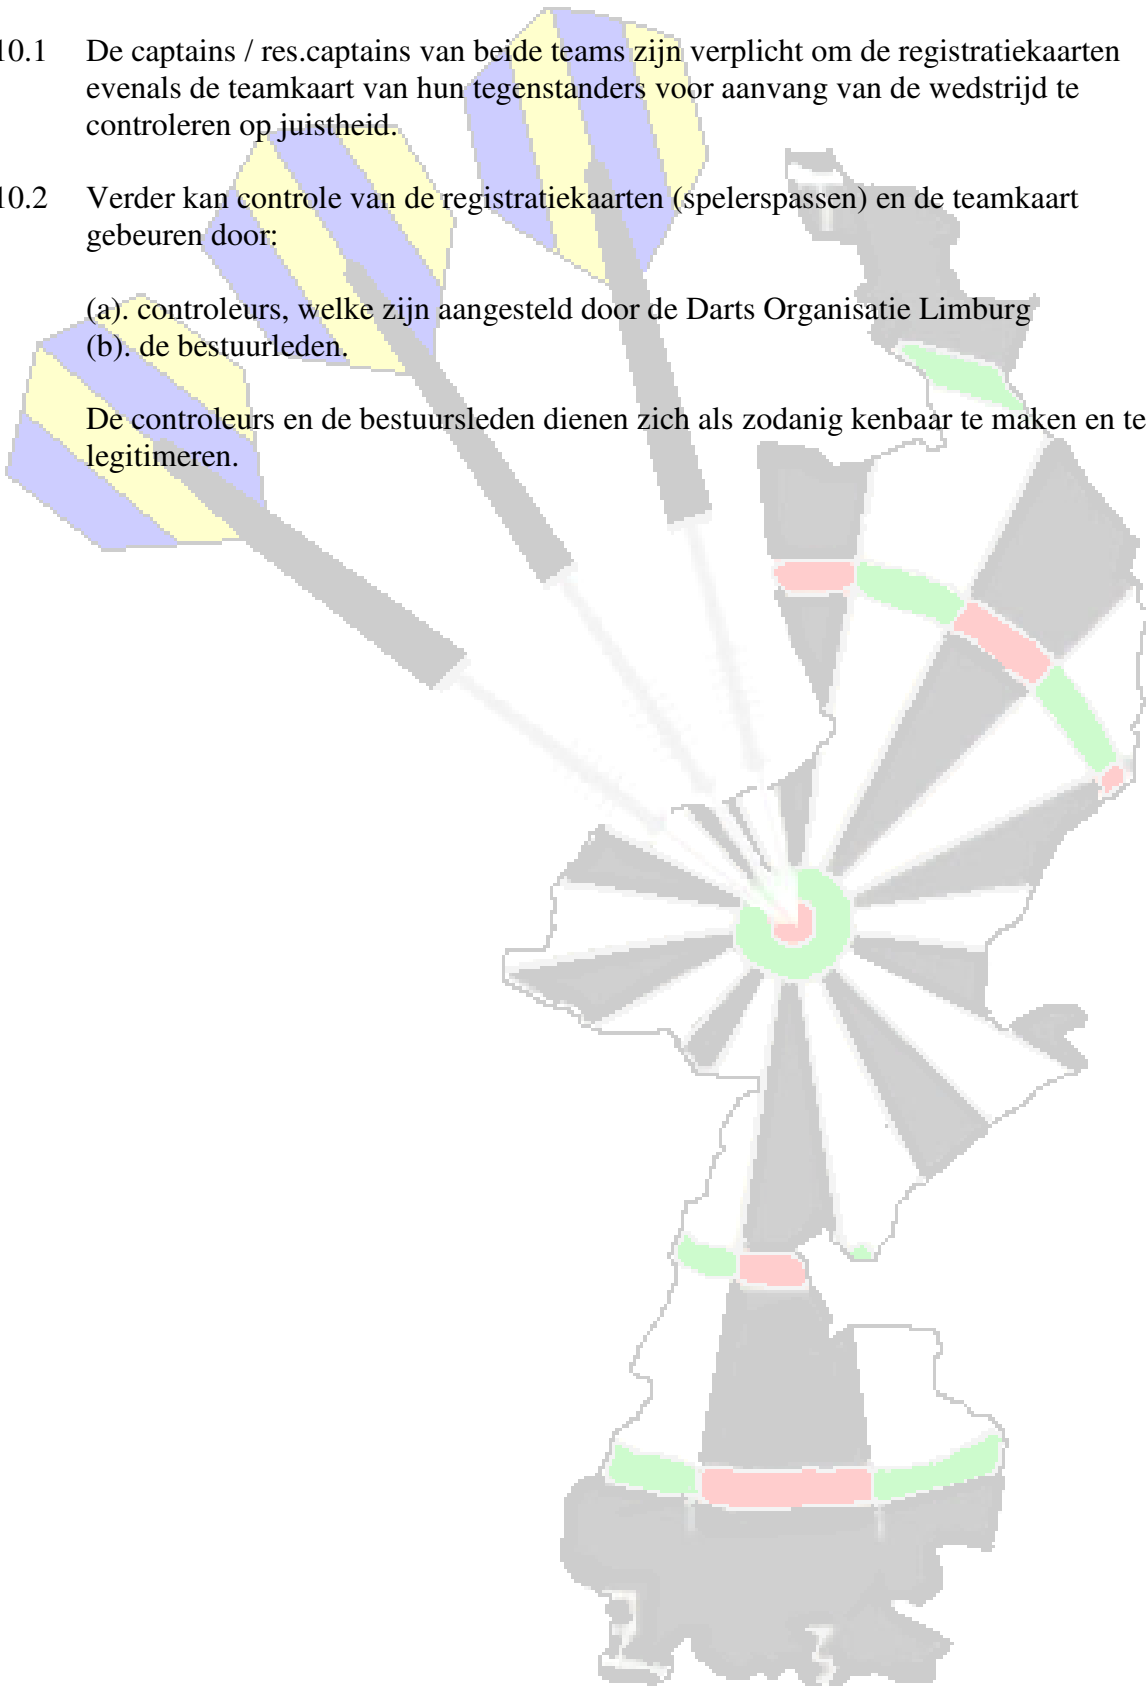 10.1 De captains / res.captains van beide teams zijn verplicht om de registratiekaarten
evenals de teamkaart van hun tegenstanders voor aanvang van de wedstrijd te
controleren op juistheid.
10.2 Verder kan controle van de registratiekaarten (spelerspassen) en de teamkaart
gebeuren door:
(a). controleurs, welke zijn aangesteld door de Darts Organisatie Limburg
(b). de bestuurleden.
De controleurs en de bestuursleden dienen zich als zodanig kenbaar te maken en te
legitimeren.